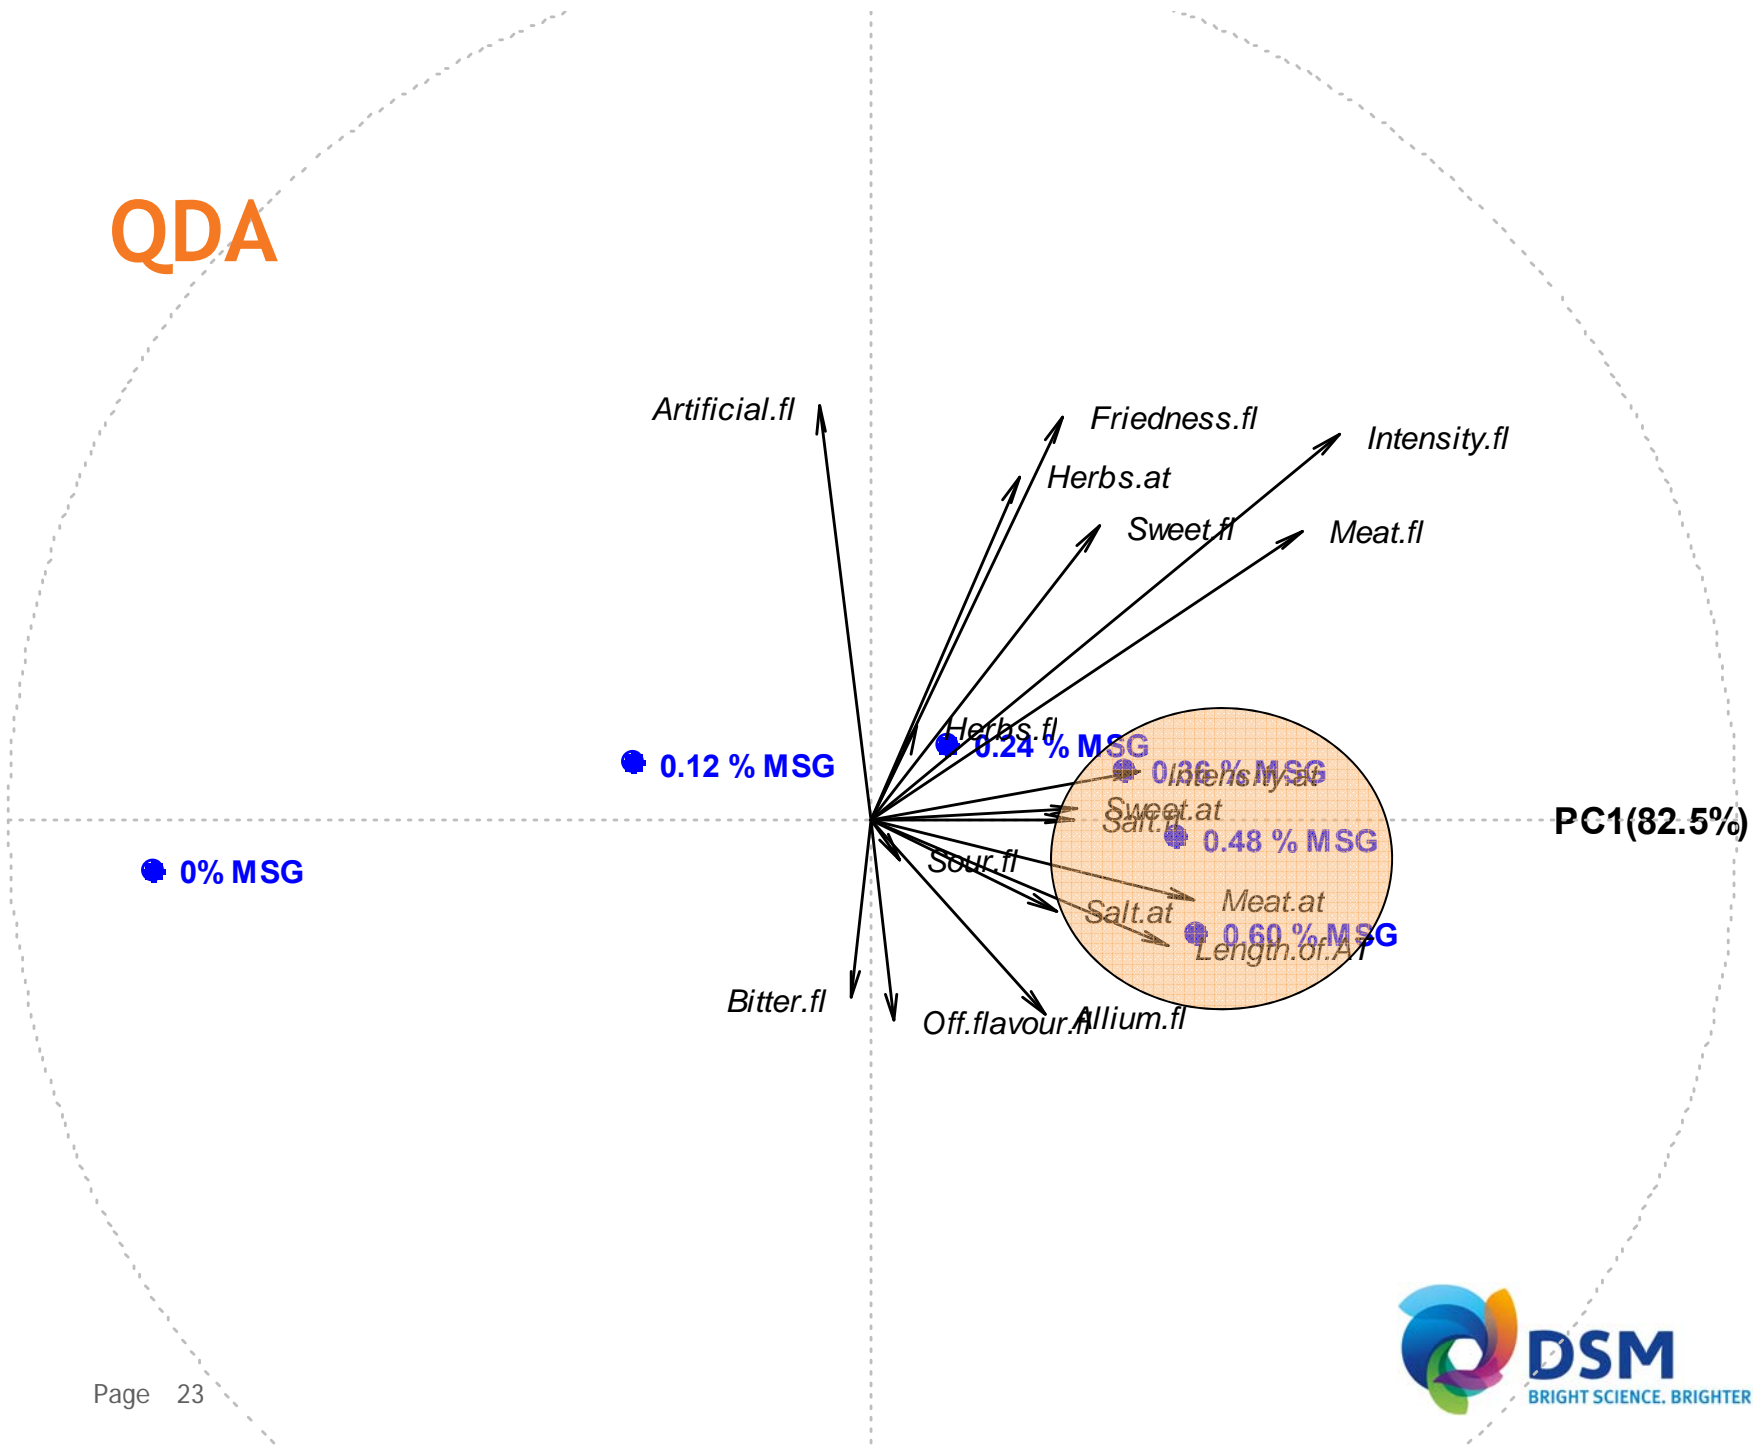 QDA
Artificial.fl
Friedness.fl
Intensity.fl
Herbs.at
Sweet.fl
Meat.fl
Herbs.fl
0.24 % MSG
0.12 % MSG
0.36 % MSG
Intensity.at
Sweet.at
Salt.fl
PC1(82.5%)
0.48 % MSG
Sour.fl
0% MSG
Meat.at
Salt.at
0.60 % MSG
Length.of.AT
Bitter.fl
Off.flavour.fl
Allium.fl
DSM
BRIGHT SCIENCE. BRIGHTER
Page 23